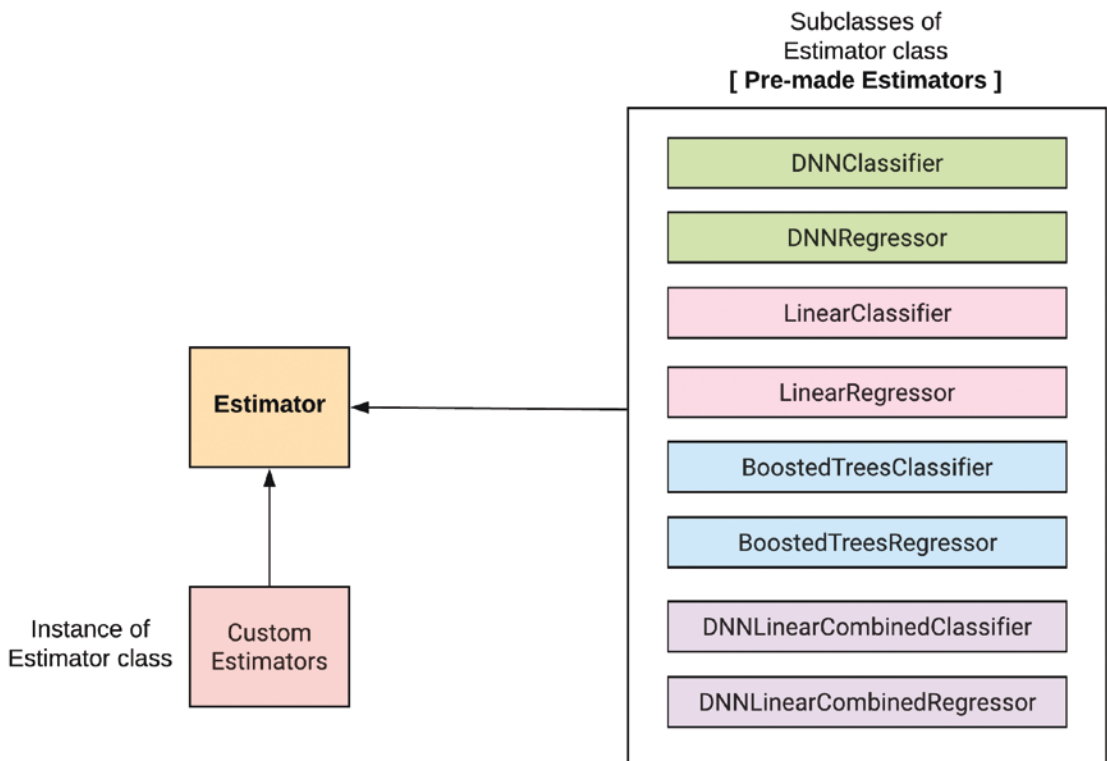 Subclasses of
Estimator class
[ Pre-made Estimators ]
DNNClassifier
DNNRegressor
LinearClassifier
LinearRegressor
BoostedTreesClassifier
BoostedTreesRegressor
DNNLinearCombinedClassifier
DNNLinearCombinedRegressor
Estimator
Instance of
Estimator class
Custom
Estimators